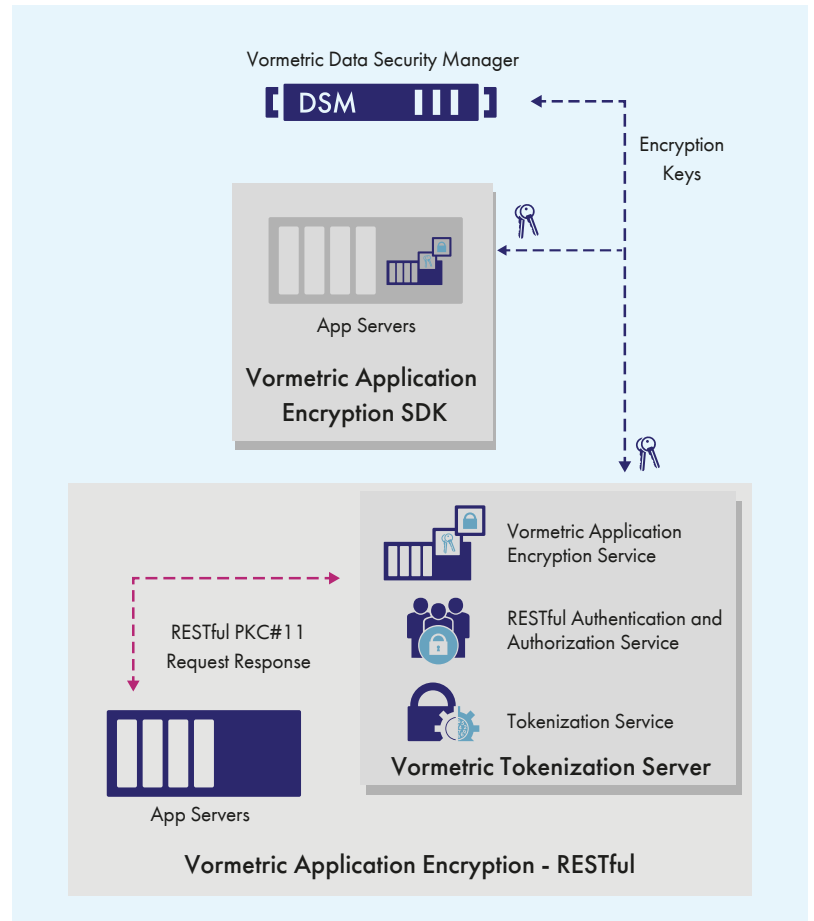 Vormetric Data Security Manager
DSM
Encryption
Keys
App Servers
Vormetric Application
Encryption SDK
Vormetric Application
Encryption Service
RESTful Authentication and
Authorization Service
Tokenization Service
Vormetric Tokenization Server
RESTful PKC#11
Request Response
App Servers
Vormetric Application Encryption - RESTful